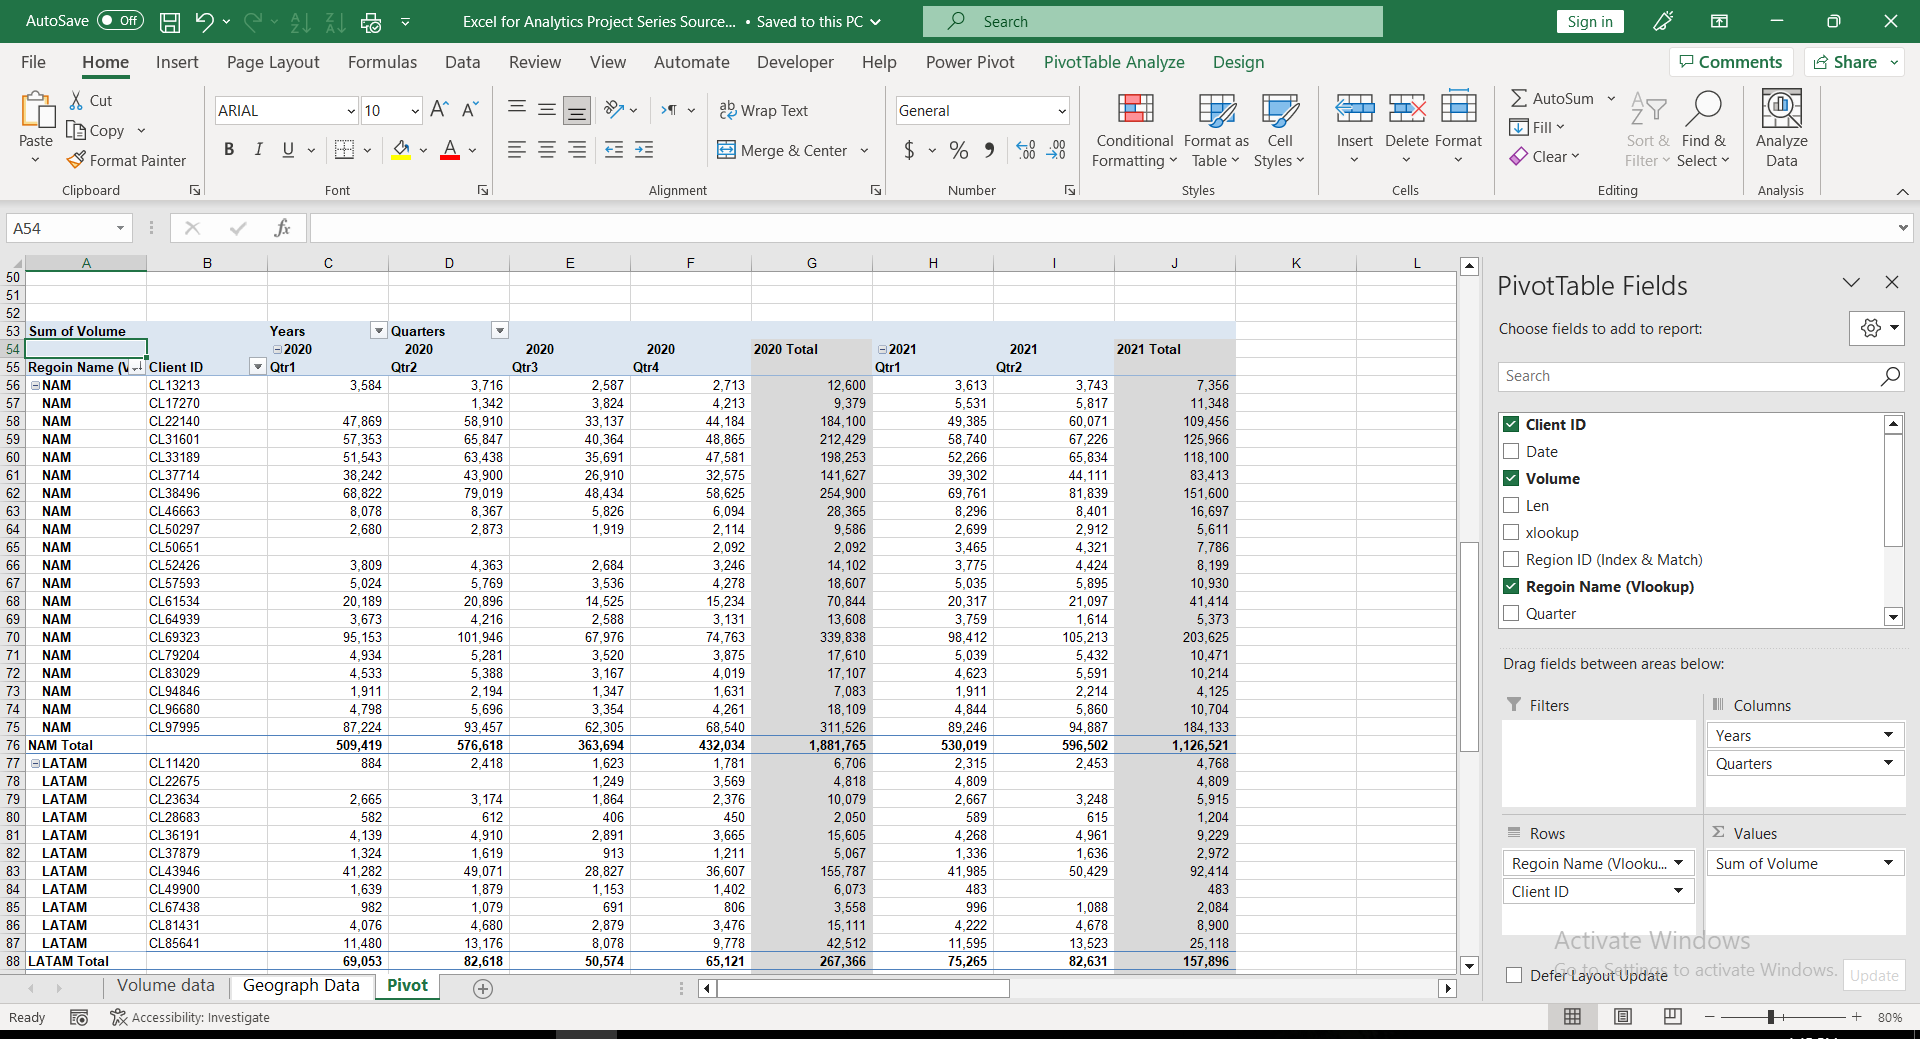 AutoSave Off Excel for Analytics Project Series Source... • Saved to this PC Search Sign in
File Home Insert Page Layout Formulas Data Review View Automate Developer Help Power Pivot PivotTable Analyze Design Comments Share
Paste Cut Copy Format Painter Clipboard
ARIAL 10 A A B I U A Font
ab Wrap Text Merge & Center Alignment
General $ % Number
Conditional Formatting Format as Table Cell Styles Styles
Insert Delete Format Cells
AutoSum Fill Clear Sort & Filter Find & Select Editing
Analyze Data Analysis
A54 fx
A B C D E F G H I J K L
50
51
52
53 Sum of Volume Years Quarters
54 2020 2020 2020 2020 2020 Total 2021 2021 2021 Total
55 Regoin Name (V Client ID Qtr1 Qtr2 Qtr3 Qtr4 Qtr1 Qtr2
56 NAM CL13213 3,584 3,716 2,587 2,713 12,600 3,613 3,743 7,356
57 NAM CL17270 1,342 3,824 4,213 9,379 5,531 5,817 11,348
58 NAM CL22140 47,869 58,910 33,137 44,184 184,100 49,385 60,071 109,456
59 NAM CL31601 57,353 65,847 40,364 48,865 212,429 58,740 67,226 125,966
60 NAM CL33189 51,543 63,438 35,691 47,581 198,253 52,266 65,834 118,100
61 NAM CL37714 38,242 43,900 26,910 32,575 141,627 39,302 44,111 83,413
62 NAM CL38496 68,822 79,019 48,434 58,625 254,900 69,761 81,839 151,600
63 NAM CL46663 8,078 8,367 5,826 6,094 28,365 8,296 8,401 16,697
64 NAM CL50297 2,680 2,873 1,919 2,114 9,586 2,699 2,912 5,611
65 NAM CL50651 2,092 2,092 3,465 4,321 7,786
66 NAM CL52426 3,809 4,363 2,684 3,246 14,102 3,775 4,424 8,199
67 NAM CL57593 5,024 5,769 3,536 4,278 18,607 5,035 5,895 10,930
68 NAM CL61534 20,189 20,896 14,525 15,234 70,844 20,317 21,097 41,414
69 NAM CL64939 3,673 4,216 2,588 3,131 13,608 3,759 1,614 5,373
70 NAM CL69323 95,153 101,946 67,976 74,763 339,838 98,412 105,213 203,625
71 NAM CL79204 4,934 5,281 3,520 3,875 17,610 5,039 5,432 10,471
72 NAM CL83029 4,533 5,388 3,167 4,019 17,107 4,623 5,591 10,214
73 NAM CL94846 1,911 2,194 1,347 1,631 7,083 1,911 2,214 4,125
74 NAM CL96680 4,798 5,696 3,354 4,261 18,109 4,844 5,860 10,704
75 NAM CL97995 87,224 93,457 62,305 68,540 311,526 89,246 94,887 184,133
76 NAM Total 509,419 576,618 363,694 432,034 1,881,765 530,019 596,502 1,126,521
77 LATAM CL11420 884 2,418 1,623 1,781 6,706 2,315 2,453 4,768
78 LATAM CL22675 1,249 3,569 4,818 4,809 4,809
79 LATAM CL23634 2,665 3,174 1,864 2,376 10,079 2,667 3,248 5,915
80 LATAM CL28683 582 612 406 450 2,050 589 615 1,204
81 LATAM CL36191 4,139 4,910 2,891 3,665 15,605 4,268 4,961 9,229
82 LATAM CL37879 1,324 1,619 913 1,211 5,067 1,336 1,636 2,972
83 LATAM CL43946 41,282 49,071 28,827 36,607 155,787 41,985 50,429 92,414
84 LATAM CL49900 1,639 1,879 1,153 1,402 6,073 483 483
85 LATAM CL67438 982 1,079 691 806 3,558 996 1,088 2,084
86 LATAM CL81431 4,076 4,680 2,879 3,476 15,111 4,222 4,678 8,900
87 LATAM CL85641 11,480 13,176 8,078 9,778 42,512 11,595 13,523 25,118
88 LATAM Total 69,053 82,618 50,574 65,121 267,366 75,265 82,631 157,896
PivotTable Fields
Choose fields to add to report:
Search
Client ID
Date
Volume
Len
xlookup
Region ID (Index & Match)
Regoin Name (Vlookup)
Quarter
Drag fields between areas below:
Filters Columns
Years
Quarters
Rows Σ Values
Regoin Name (Vlooku... Sum of Volume
Client ID
Activate Windows
Go to Settings to activate Windows.
Defer Layout Update Update
Volume data Geograph Data Pivot
Ready Accessibility: Investigate 80%